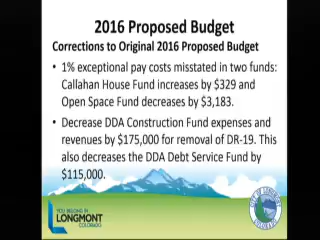 2016 Proposed Budget
Corrections to Original 2016 Proposed Budget
• 1% exceptional pay costs misstated in two funds:
Callahan House Fund increases by $329 and
Open Space Fund decreases by $3,183.
• Decrease DDA Construction Fund expenses and
revenues by $175,000 for removal of DR-19. This
also decreases the DDA Debt Service Fund by
$115,000.
YOU BELONG IN
LONGMONT
COLORADO